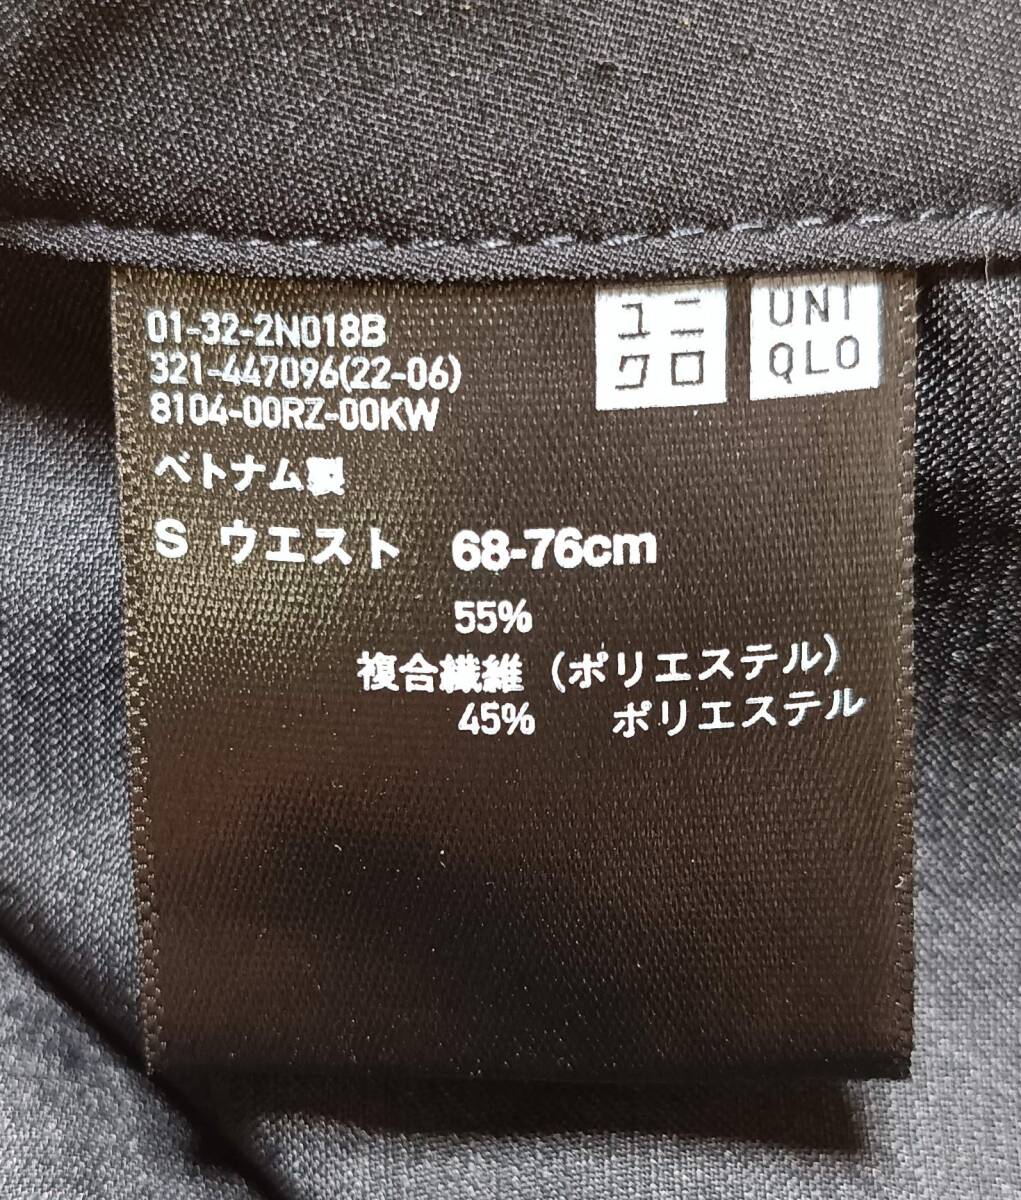 01-32-2N018B
321-447096(22-06)
8104-00RZ-00KW
ユニ
クロ
UNI
QLO
ベトナム製
S ウエスト 68-76cm
55%
複合繊維（ポリエステル）
45% ポリエステル